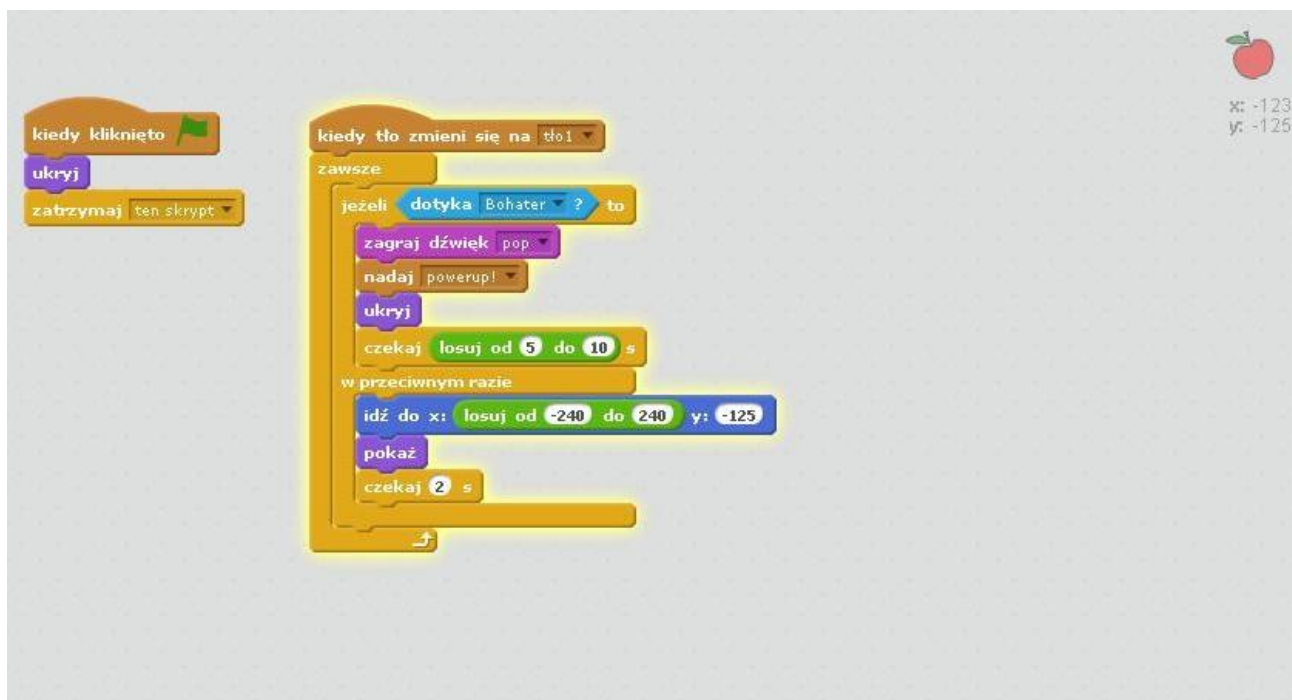 kiedy kliknięto
ukryj
zatrzymaj ten skrypt
kiedy tło zmieni się na tło1
zawsze
jeżeli dotyka Bohater ? to
zagraj dźwięk pop
nadaj powerup!
ukryj
czekaj losuj od 5 do 10 s
w przeciwnym razie
idź do x: losuj od -240 do 240 y: -125
pokaż
czekaj 2 s
x: -123
y: -125